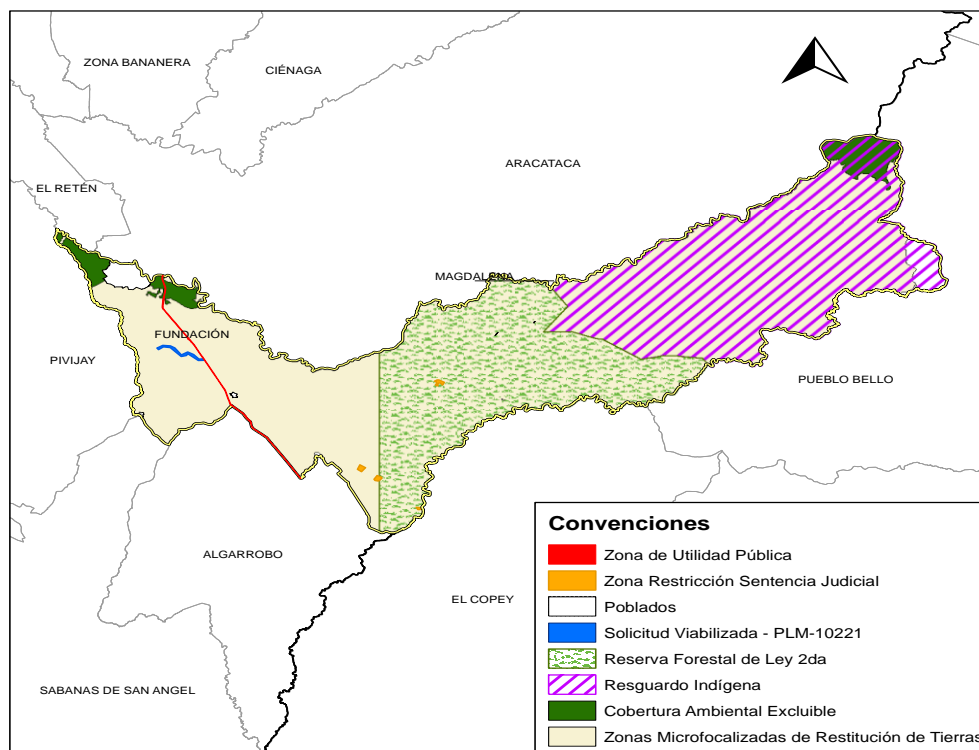 ZONA BANANERA
CIÉNAGA
ARACATACA
EL RETÉN
MAGDALENA
FUNDACIÓN
PIVIJAY
PUEBLO BELLO
ALGARROBO
EL COPEY
SABANAS DE SAN ANGEL
Convenciones
Zona de Utilidad Pública
Zona Restricción Sentencia Judicial
Poblados
Solicitud Viabilizada - PLM-10221
Reserva Forestal de Ley 2da
Resguardo Indígena
Cobertura Ambiental Excluible
Zonas Microfocalizadas de Restitución de Tierras